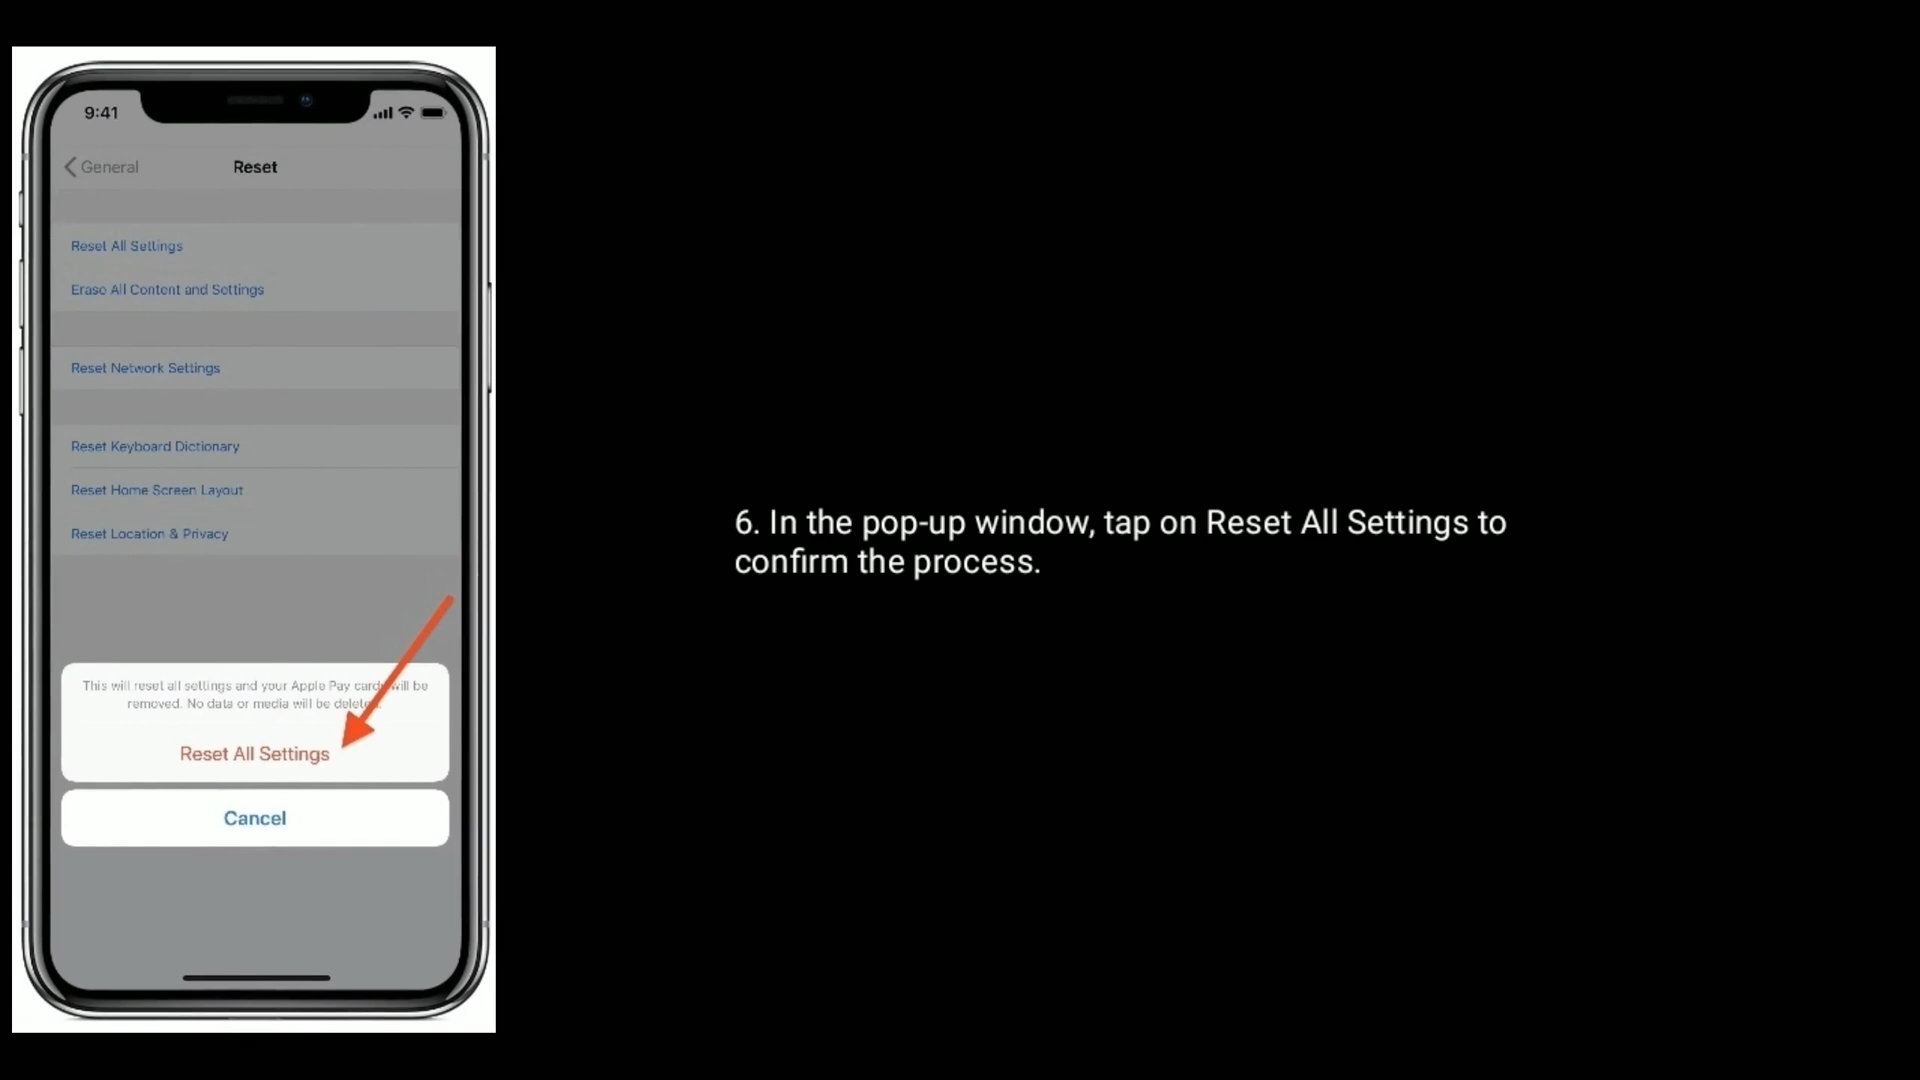 9:41
General
Reset
Reset All Settings
Erase All Content and Settings
Reset Network Settings
Reset Keyboard Dictionary
Reset Home Screen Layout
Reset Location & Privacy
This will reset all settings and your Apple Pay cards will be
removed. No data or media will be deleted.
Reset All Settings
Cancel
6. In the pop-up window, tap on Reset All Settings to
confirm the process.